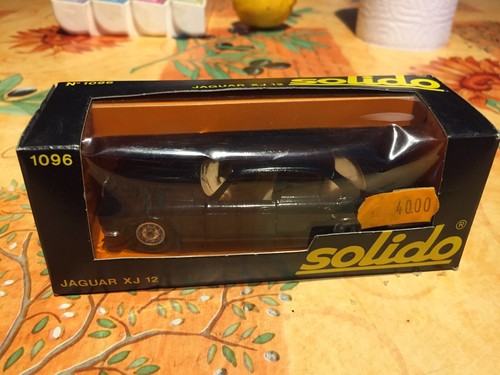 N° 1096
JAGUAR XJ 12
solido
1096
40.00
solido®
JAGUAR XJ 12